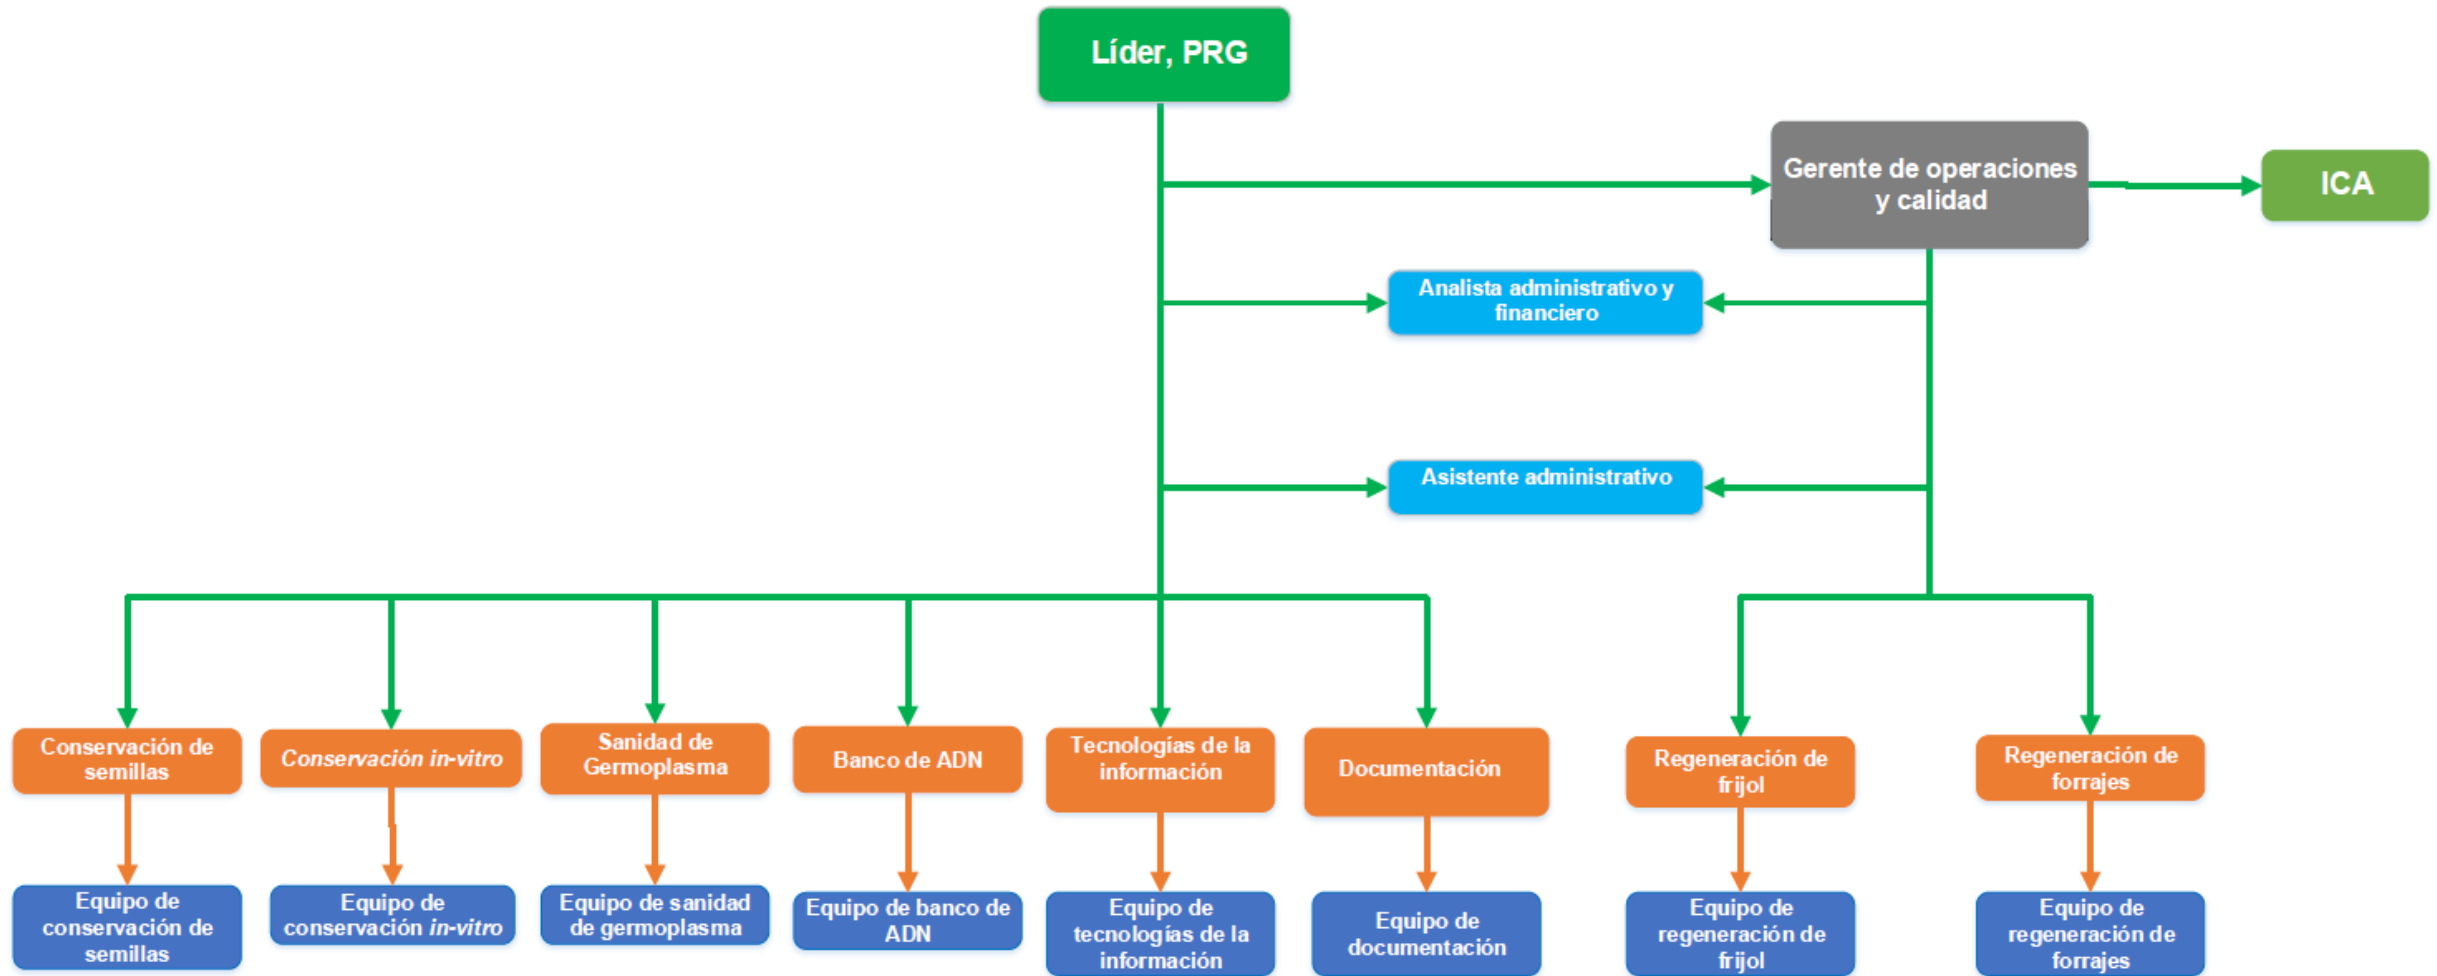 Líder, PRG
Gerente de operaciones
y calidad
ICA
Analista administrativo y
financiero
Asistente administrativo
Conservación de
semillas
Conservación in-vitro
Sanidad de
Germoplasma
Banco de ADN
Tecnologías de la
información
Documentación
Regeneración de
frijol
Regeneración de
forrajes
Equipo de
conservación de
semillas
Equipo de
conservación in-vitro
Equipo de sanidad
de germoplasma
Equipo de banco de
ADN
Equipo de
tecnologías de la
información
Equipo de
documentación
Equipo de
regeneración de
frijol
Equipo de
regeneración de
forrajes